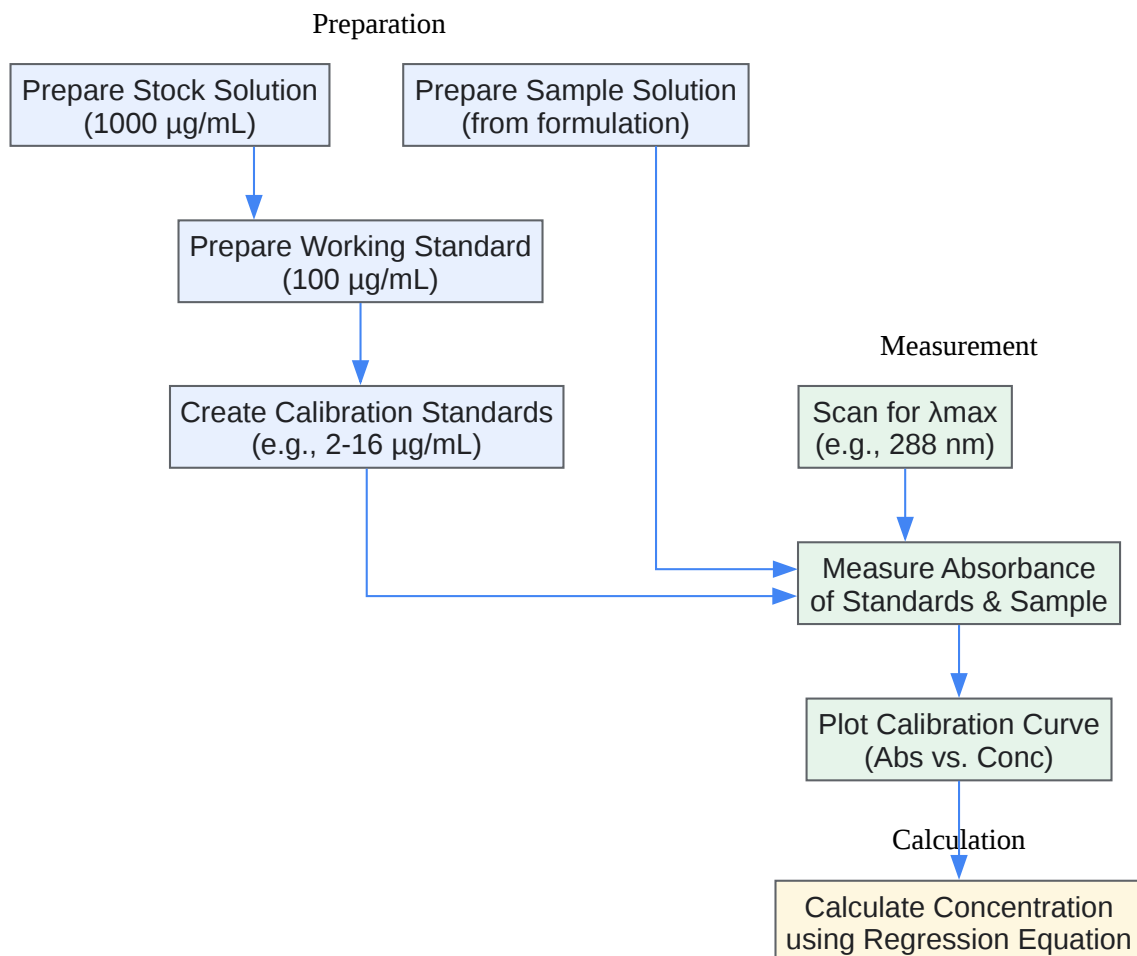 Preparation
Prepare Stock Solution
(1000 µg/mL)
Prepare Sample Solution
(from formulation)
Prepare Working Standard
(100 µg/mL)
Measurement
Create Calibration Standards
(e.g., 2-16 µg/mL)
Scan for λmax
(e.g., 288 nm)
Measure Absorbance
of Standards & Sample
Plot Calibration Curve
(Abs vs. Conc)
Calculation
Calculate Concentration
using Regression Equation